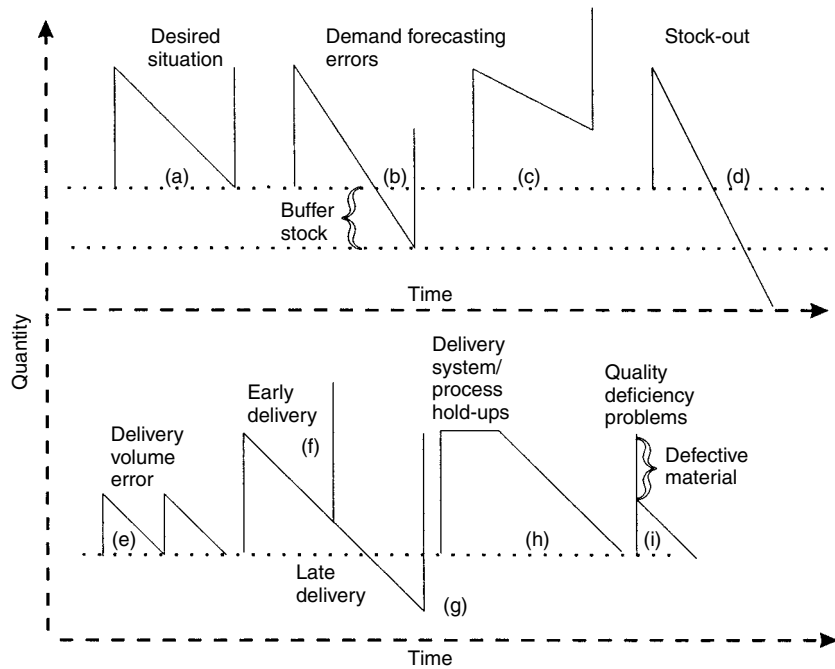 Desired
situation
Demand forecasting
errors
Stock-out
(a)
(b)
(c)
(d)
Buffer
stock
Time
Quantity
Delivery
volume
error
Early
delivery
Delivery
system/
process
hold-ups
Quality
deficiency
problems
Defective
material
(e)
(f)
(g)
(h)
(i)
Late
delivery
Time